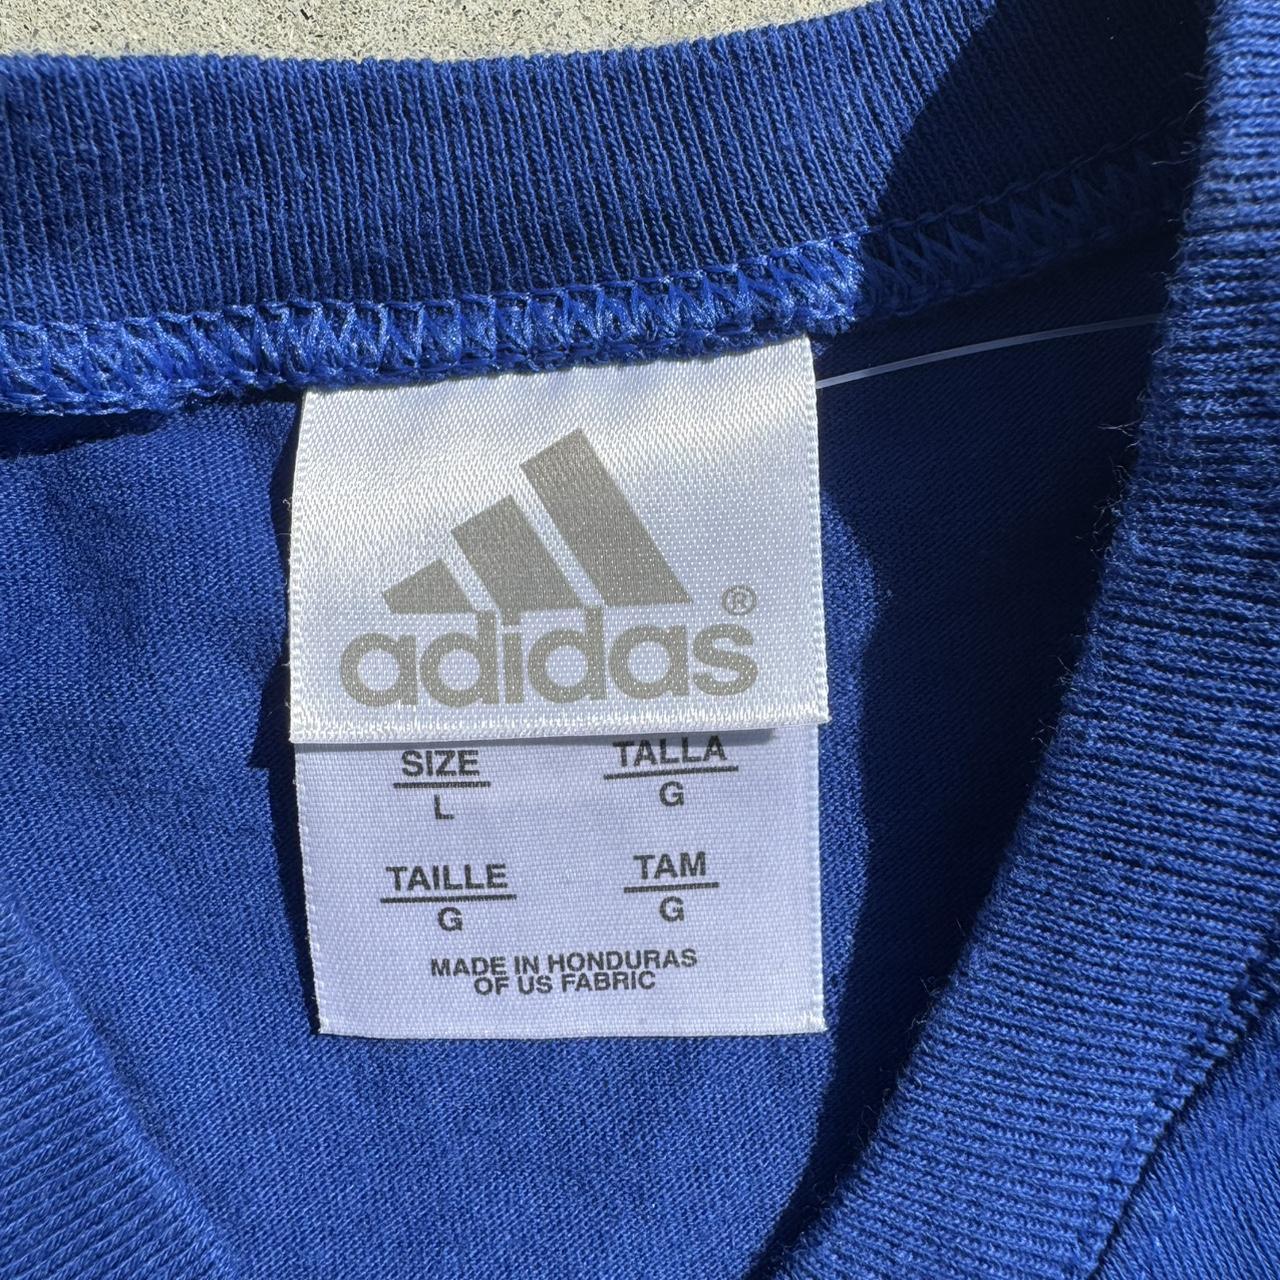 adidas®
SIZE TALLA
L G
TAILLE TAM
G G
MADE IN HONDURAS
OF US FABRIC